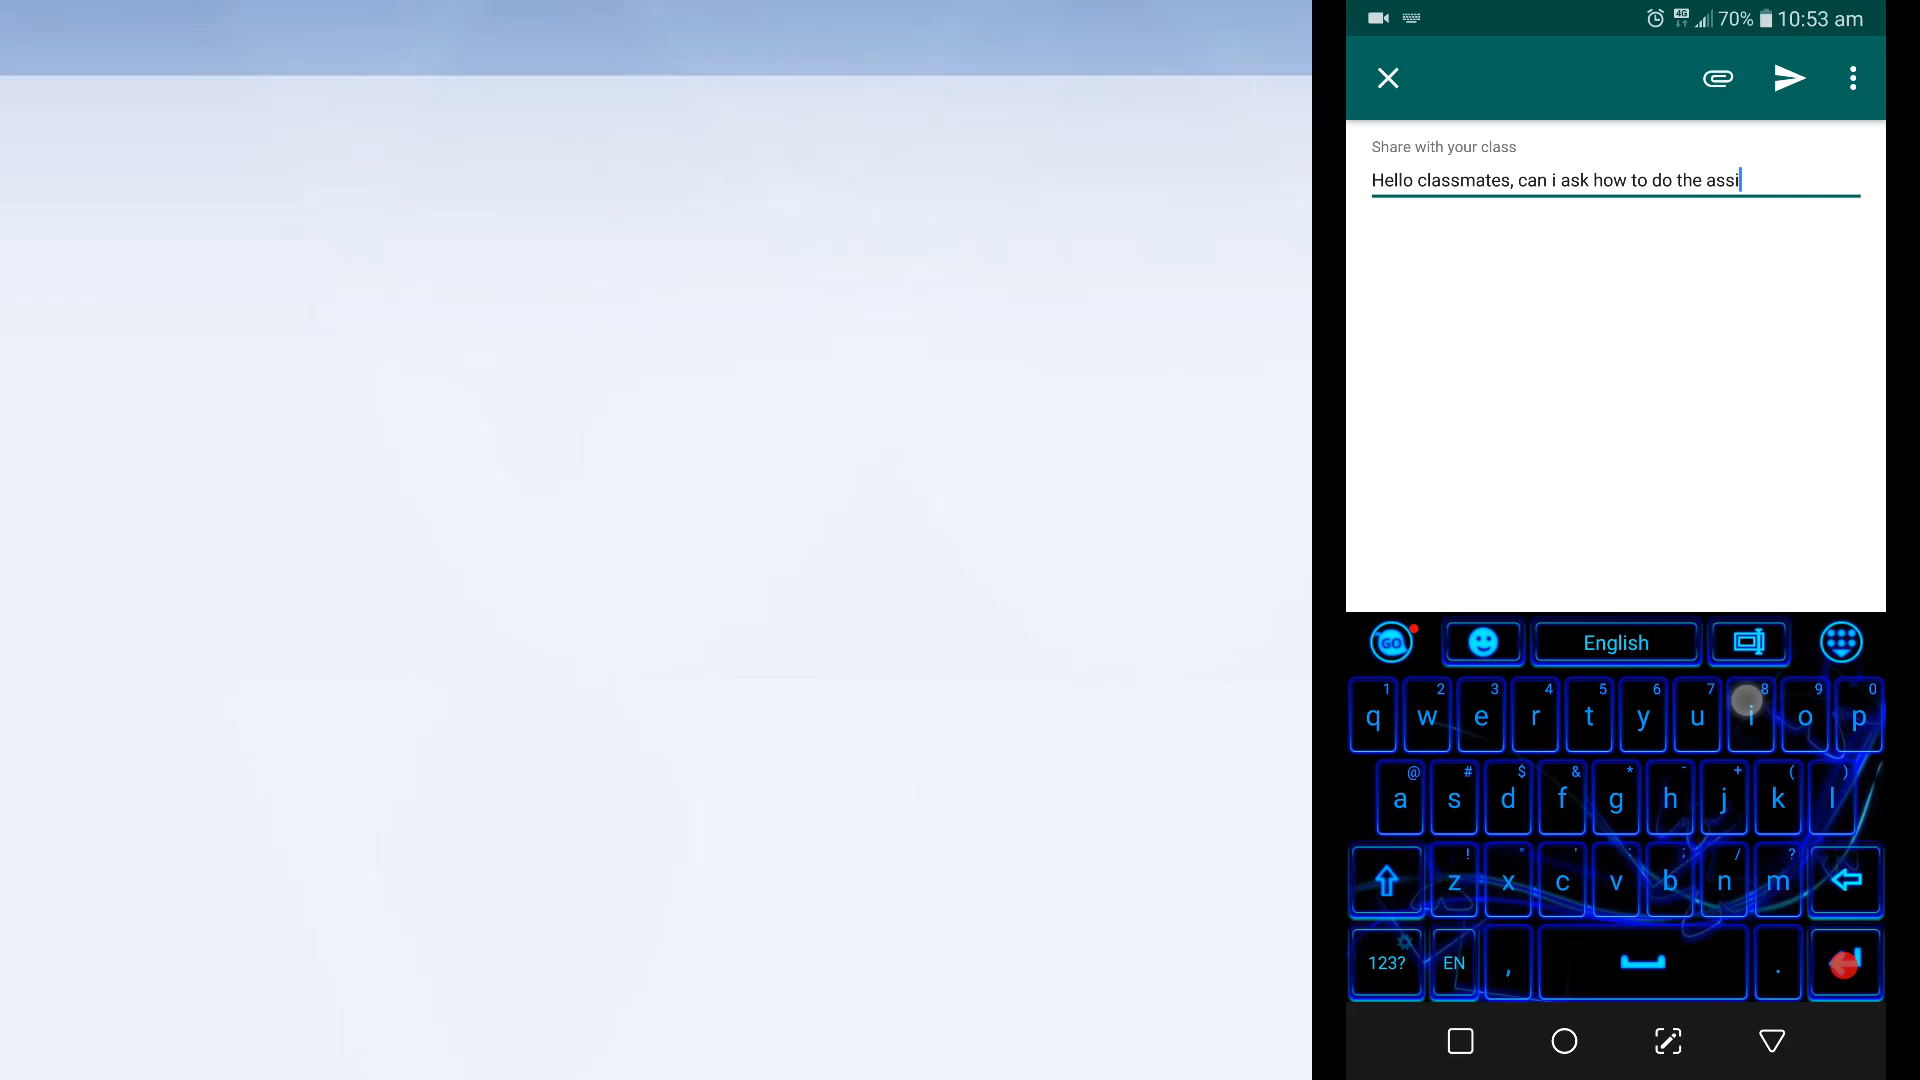 70% 10:53 am
Share with your class
Hello classmates, can i ask how to do the assi
GO English
1 2 3 4 5 6 7 8 9 0
q w e r t y u i o p
@ # $ & * - + ( )
a s d f g h j k l
! " ' : ; / ?
z x c v b n m
123? EN , .